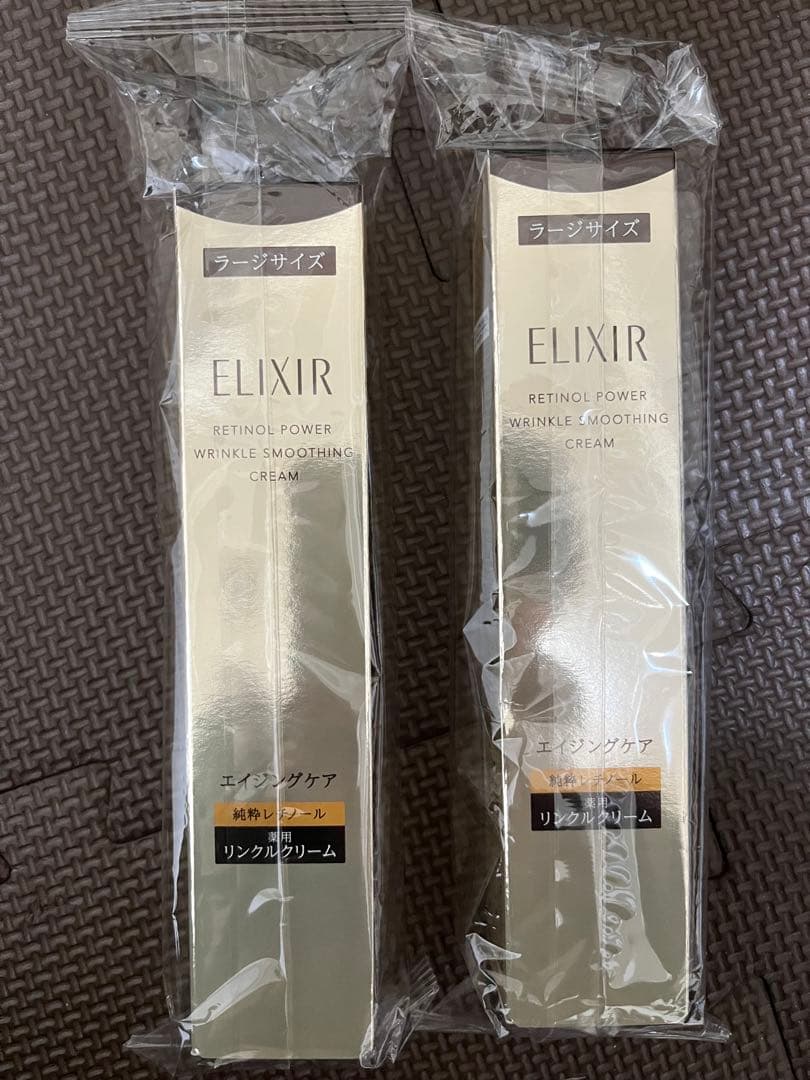 ラージサイズ
ELIXIR
RETINOL POWER
WRINKLE SMOOTHING
CREAM
エイジングケア
純粋レチノール
薬用
リンクルクリーム
ラージサイズ
ELIXIR
RETINOL POWER
WRINKLE SMOOTHING
CREAM
エイジングケア
純粋レチノール
薬用
リンクルクリーム